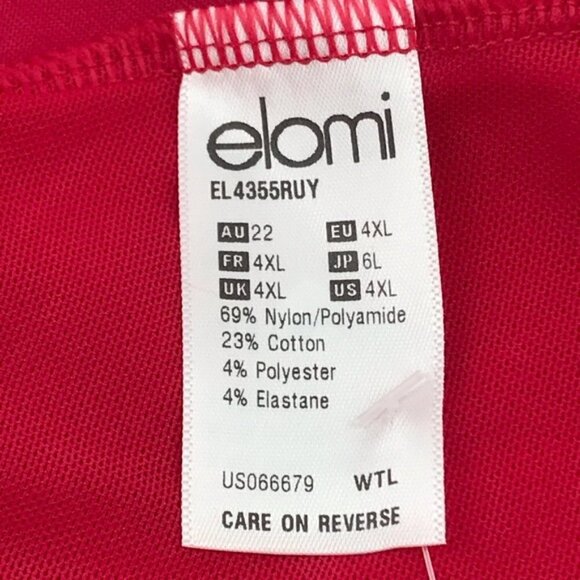 elomi
EL4355RUY
AU 22 EU 4XL
FR 4XL JP 6L
UK 4XL US 4XL
69% Nylon/Polyamide
23% Cotton
4% Polyester
4% Elastane
US066679 WTL
CARE ON REVERSE